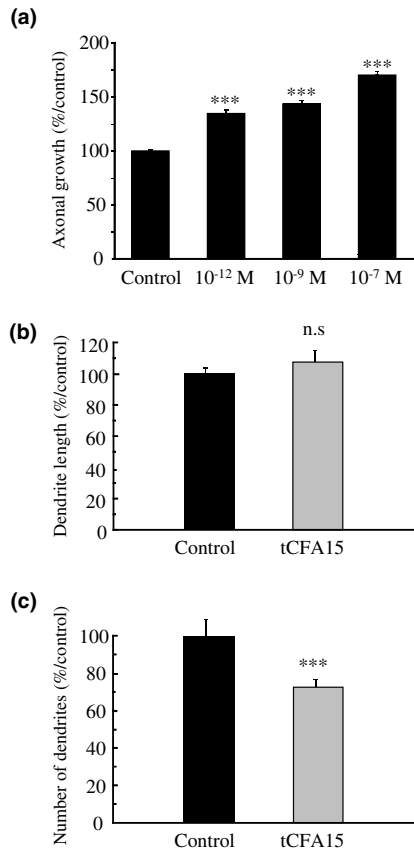 (a)
Axonal growth (%/control)
200
150
100
50
0
***
***
***
Control 10⁻¹² M 10⁻⁹ M 10⁻⁷ M
(b)
Dendrite length (%/control)
120
100
80
60
40
20
0
n.s
Control tCFA15
(c)
Number of dendrites (%/control)
100
80
60
40
20
0
***
Control tCFA15